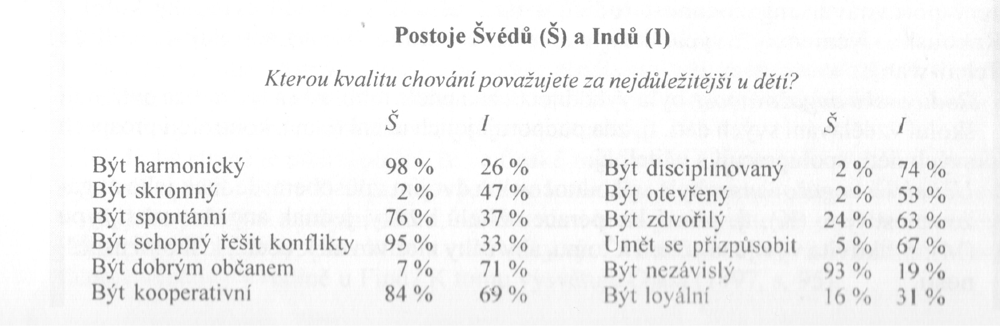 Postoje Švédů (Š) a Indů (I)
Kterou kvalitu chování považujete za nejdůležitější u dětí?
Š I Š I
Být harmonický 98 % 26 % Být disciplinovaný 2 % 74 %
Být skromný 2 % 47 % Být otevřený 2 % 53 %
Být spontánní 76 % 37 % Být zdvořilý 24 % 63 %
Být schopný řešit konflikty 95 % 33 % Umět se přizpůsobit 5 % 67 %
Být dobrým občanem 7 % 71 % Být nezávislý 93 % 19 %
Být kooperativní 84 % 69 % Být loyální 16 % 31 %